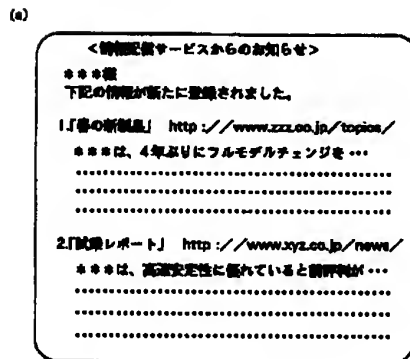 (a)
<情報配信サービスからのお知らせ>
＊＊＊様
下記の情報が新たに登録されました。
1.「春の新製品」 http://www.zzz.co.jp/topics/
＊＊＊は、4年ぶりにフルモデルチェンジを…
2.「試乗レポート」 http://www.xyz.co.jp/news/
＊＊＊は、高速安定性に優れていると前評判が…